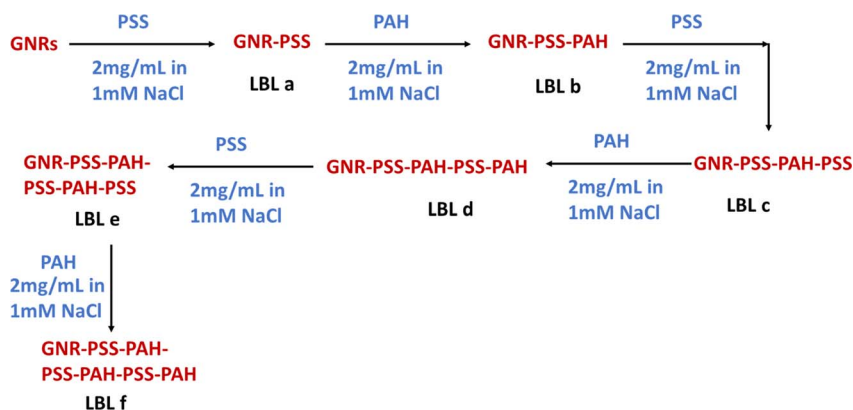 PSS
PAH
PSS
GNRs
GNR-PSS
GNR-PSS-PAH
2mg/mL in
1mM NaCl
LBL a
2mg/mL in
1mM NaCl
LBL b
2mg/mL in
1mM NaCl
PAH
GNR-PSS-PAH-PSS
2mg/mL in
1mM NaCl
LBL c
GNR-PSS-PAH-PSS-PAH
LBL d
PSS
2mg/mL in
1mM NaCl
GNR-PSS-PAH-
PSS-PAH-PSS
LBL e
PAH
2mg/mL in
1mM NaCl
GNR-PSS-PAH-
PSS-PAH-PSS-PAH
LBL f